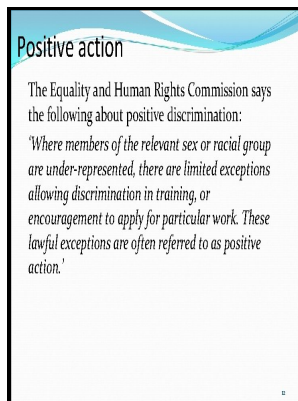 Positive action
The Equality and Human Rights Commission says
the following about positive discrimination:
‘Where members of the relevant sex or racial group
are under-represented, there are limited exceptions
allowing discrimination in training, or
encouragement to apply for particular work. These
lawful exceptions are often referred to as positive
action.’